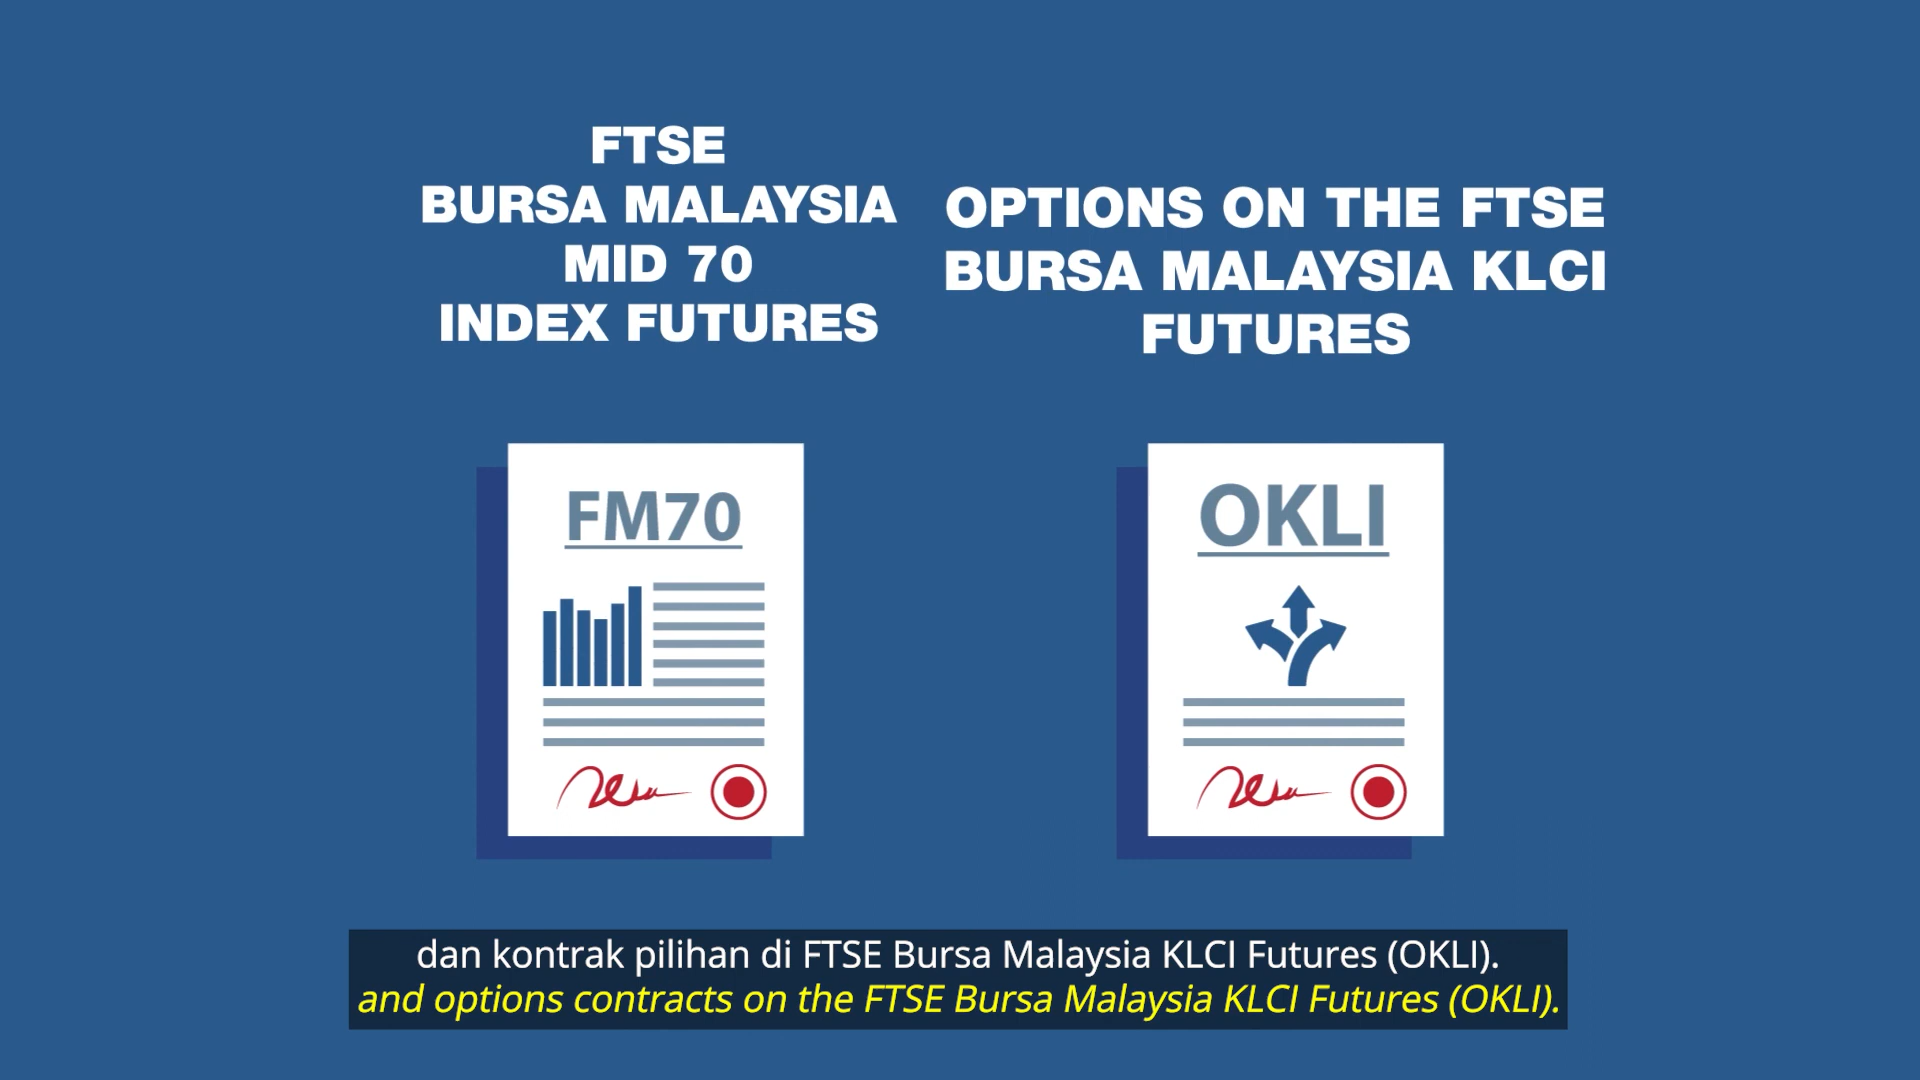 FTSE
BURSA MALAYSIA
MID 70
INDEX FUTURES
OPTIONS ON THE FTSE
BURSA MALAYSIA KLCI
FUTURES
FM70
OKLI
dan kontrak pilihan di FTSE Bursa Malaysia KLCI Futures (OKLI).
and options contracts on the FTSE Bursa Malaysia KLCI Futures (OKLI).